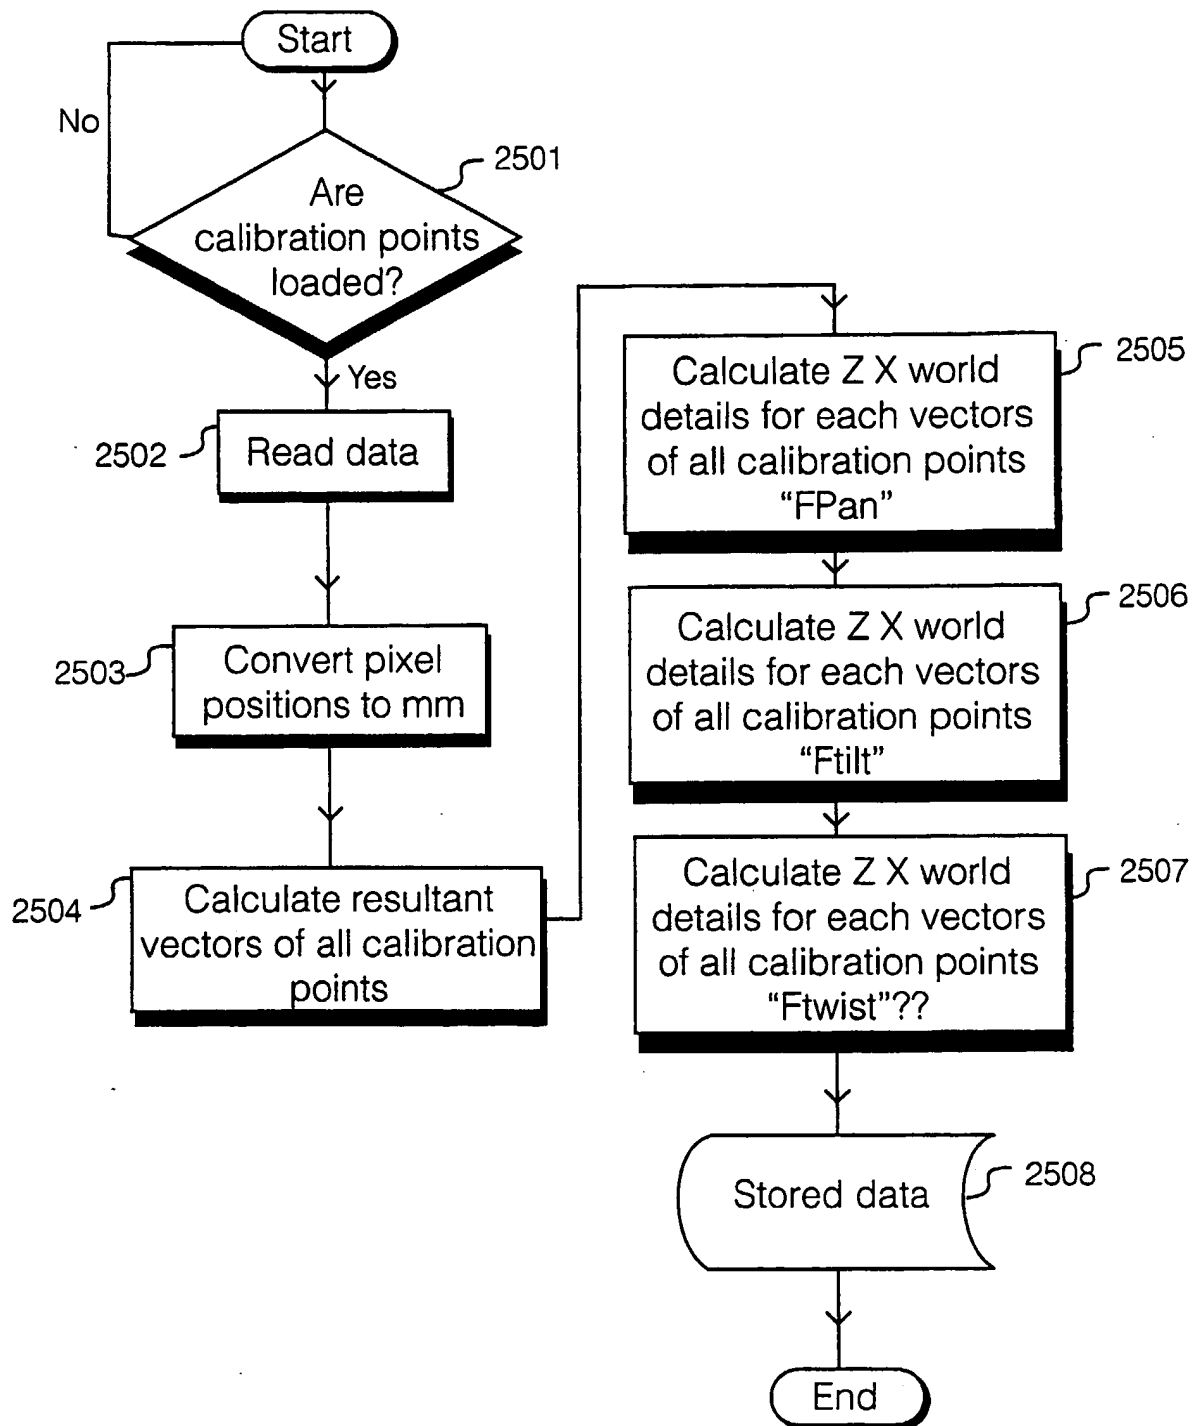 Start
No
2501
Are
calibration points
loaded?
Yes
2502
Read data
2503
Convert pixel
positions to mm
2504
Calculate resultant
vectors of all calibration
points
2505
Calculate Z X world
details for each vectors
of all calibration points
“FPan”
2506
Calculate Z X world
details for each vectors
of all calibration points
“Ftilt”
2507
Calculate Z X world
details for each vectors
of all calibration points
“Ftwist”??
2508
Stored data
End